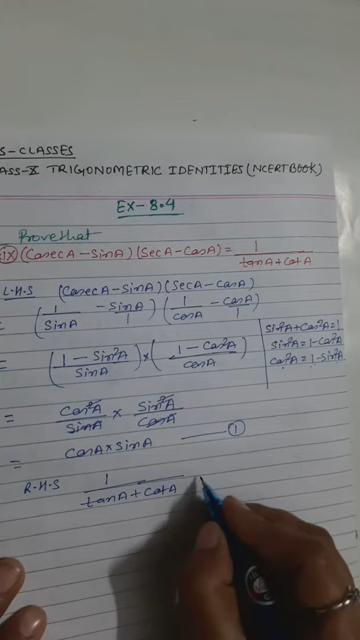 S-CLASSES
ASS-X TRIGONOMETRIC IDENTITIES (NCERT BOOK)
EX-8.4
Prove that
ix (CosecA-SinA)(SecA-CosA) = 1/tanA+CotA
L.H.S (CosecA-SinA)(SecA-CosA)
= (1/SinA - SinA/1)(1/CosA - CosA/1)
= (1-Sin²A/SinA)×(1-Cos²A/CosA) Sin²A+Cos²A=1
Sin²A=1-Cos²A
Cos²A=1-Sin²A
= Cos²A/SinA × Sin²A/CosA
= CosA×SinA — 1
R.H.S 1/tanA+CotA